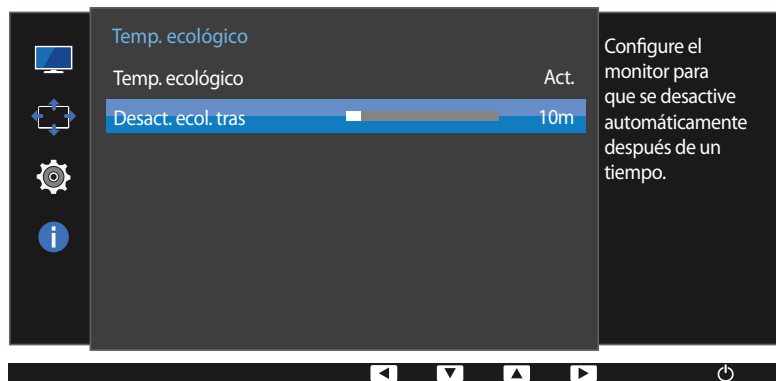 Temp. ecológico
Temp. ecológico Act.
Desact. ecol. tras 10m
Configure el
monitor para
que se desactive
automáticamente
después de un
tiempo.